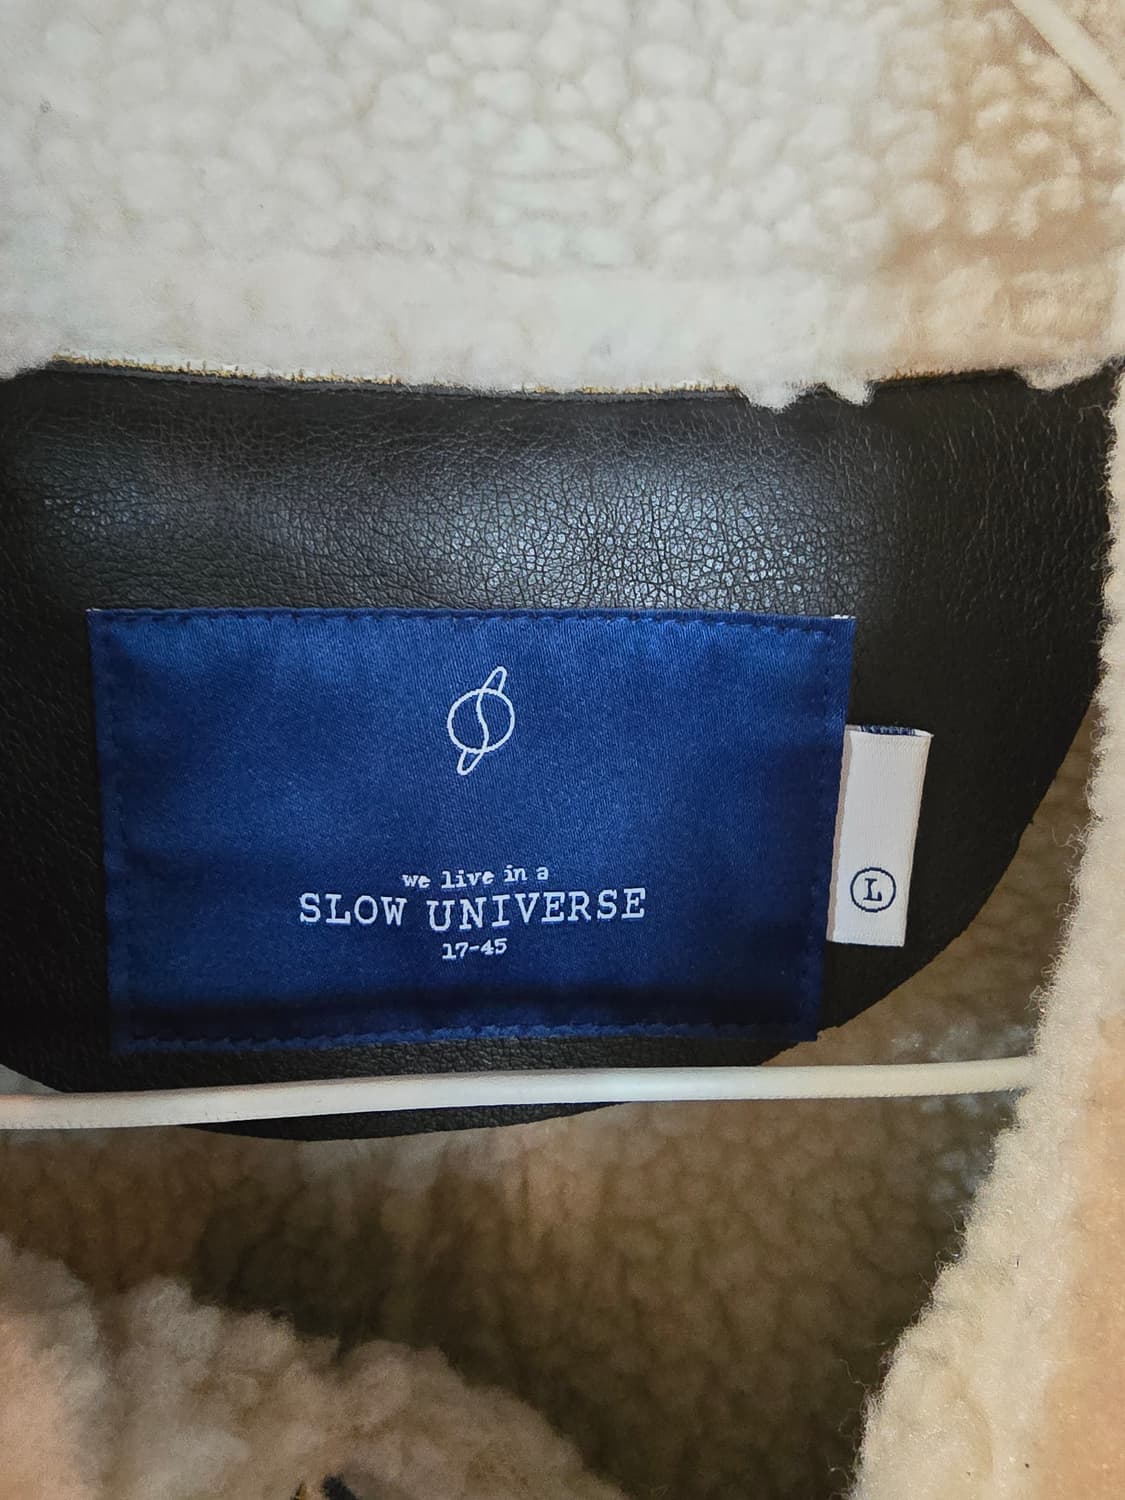 we live in a
SLOW UNIVERSE
17-45
L